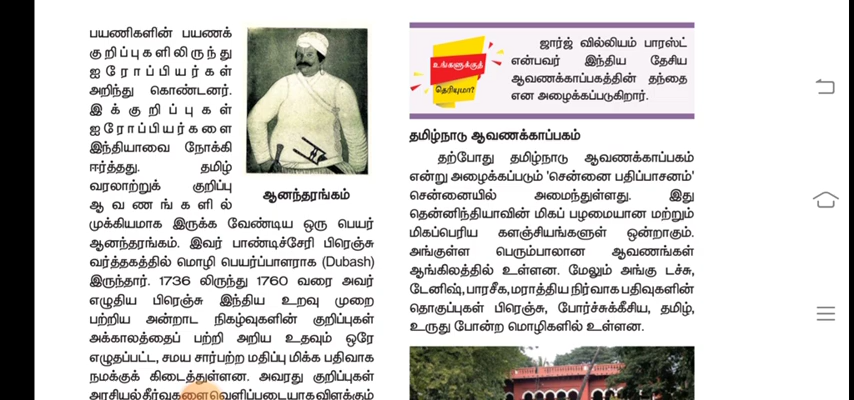 பயணிகளின் பயணக்
குறிப்புகளிலிருந்து
ஐரோப்பியர்கள்
அறிந்து கொண்டனர்.
இக்குறிப்புகள்
ஐரோப்பியர்களை
இந்தியாவை நோக்கி
ஈர்த்தது. தமிழ்
வரலாற்றுக் குறிப்பு
ஆவணங்களில்
ஆனந்தரங்கம்
முக்கியமாக இருக்க வேண்டிய ஒரு பெயர்
ஆனந்தரங்கம். இவர் பாண்டிச்சேரி பிரெஞ்சு
வர்த்தகத்தில் மொழி பெயர்ப்பாளராக (Dubash)
இருந்தார். 1736 லிருந்து 1760 வரை அவர்
எழுதிய பிரெஞ்சு இந்திய உறவு முறை
பற்றிய அன்றாட நிகழ்வுகளின் குறிப்புகள்
அக்காலத்தைப் பற்றி அறிய உதவும் ஒரே
எழுதப்பட்ட, சமய சார்பற்ற மதிப்பு மிக்க பதிவாக
நமக்குக் கிடைத்துள்ளன. அவரது குறிப்புகள்
அரசியல்தீர்வுகளை வெளிப்படையாக விளக்கும்
உங்களுக்குத்
தெரியுமா?
ஜார்ஜ் வில்லியம் பாரஸ்ட்
என்பவர் இந்திய தேசிய
ஆவணக்காப்பகத்தின் தந்தை
என அழைக்கப்படுகிறார்.
தமிழ்நாடு ஆவணக்காப்பகம்
தற்போது தமிழ்நாடு ஆவணக்காப்பகம்
என்று அழைக்கப்படும் 'சென்னை பதிப்பாசனம்'
சென்னையில் அமைந்துள்ளது. இது
தென்னிந்தியாவின் மிகப் பழமையான மற்றும்
மிகப்பெரிய களஞ்சியங்களுள் ஒன்றாகும்.
அங்குள்ள பெரும்பாலான ஆவணங்கள்
ஆங்கிலத்தில் உள்ளன. மேலும் அங்கு டச்சு,
டேனிஷ், பாரசீக, மராத்திய நிர்வாக பதிவுகளின்
தொகுப்புகள் பிரெஞ்சு, போர்ச்சுக்கீசிய, தமிழ்,
உருது போன்ற மொழிகளில் உள்ளன.